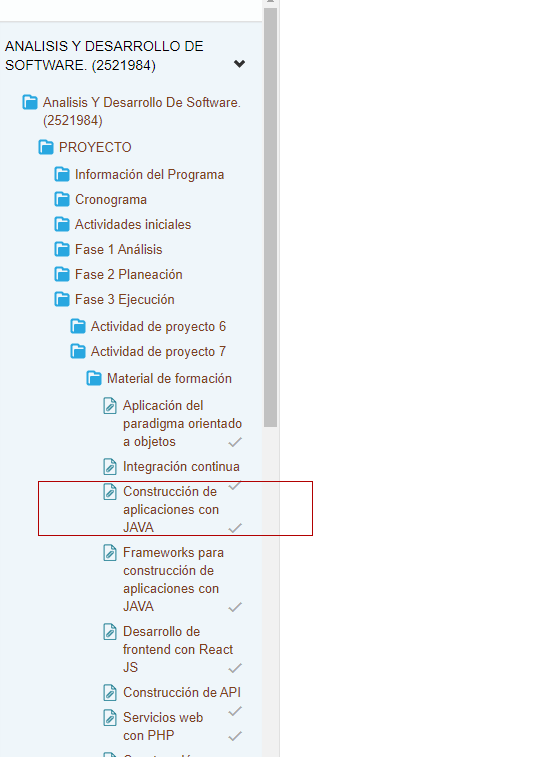 ANALISIS Y DESARROLLO DE
SOFTWARE. (2521984)
Analisis Y Desarrollo De Software.
(2521984)
PROYECTO
Información del Programa
Cronograma
Actividades iniciales
Fase 1 Análisis
Fase 2 Planeación
Fase 3 Ejecución
Actividad de proyecto 6
Actividad de proyecto 7
Material de formación
Aplicación del
paradigma orientado
a objetos
Integración continua
Construcción de
aplicaciones con
JAVA
Frameworks para
construcción de
aplicaciones con
JAVA
Desarrollo de
frontend con React
JS
Construcción de API
Servicios web
con PHP